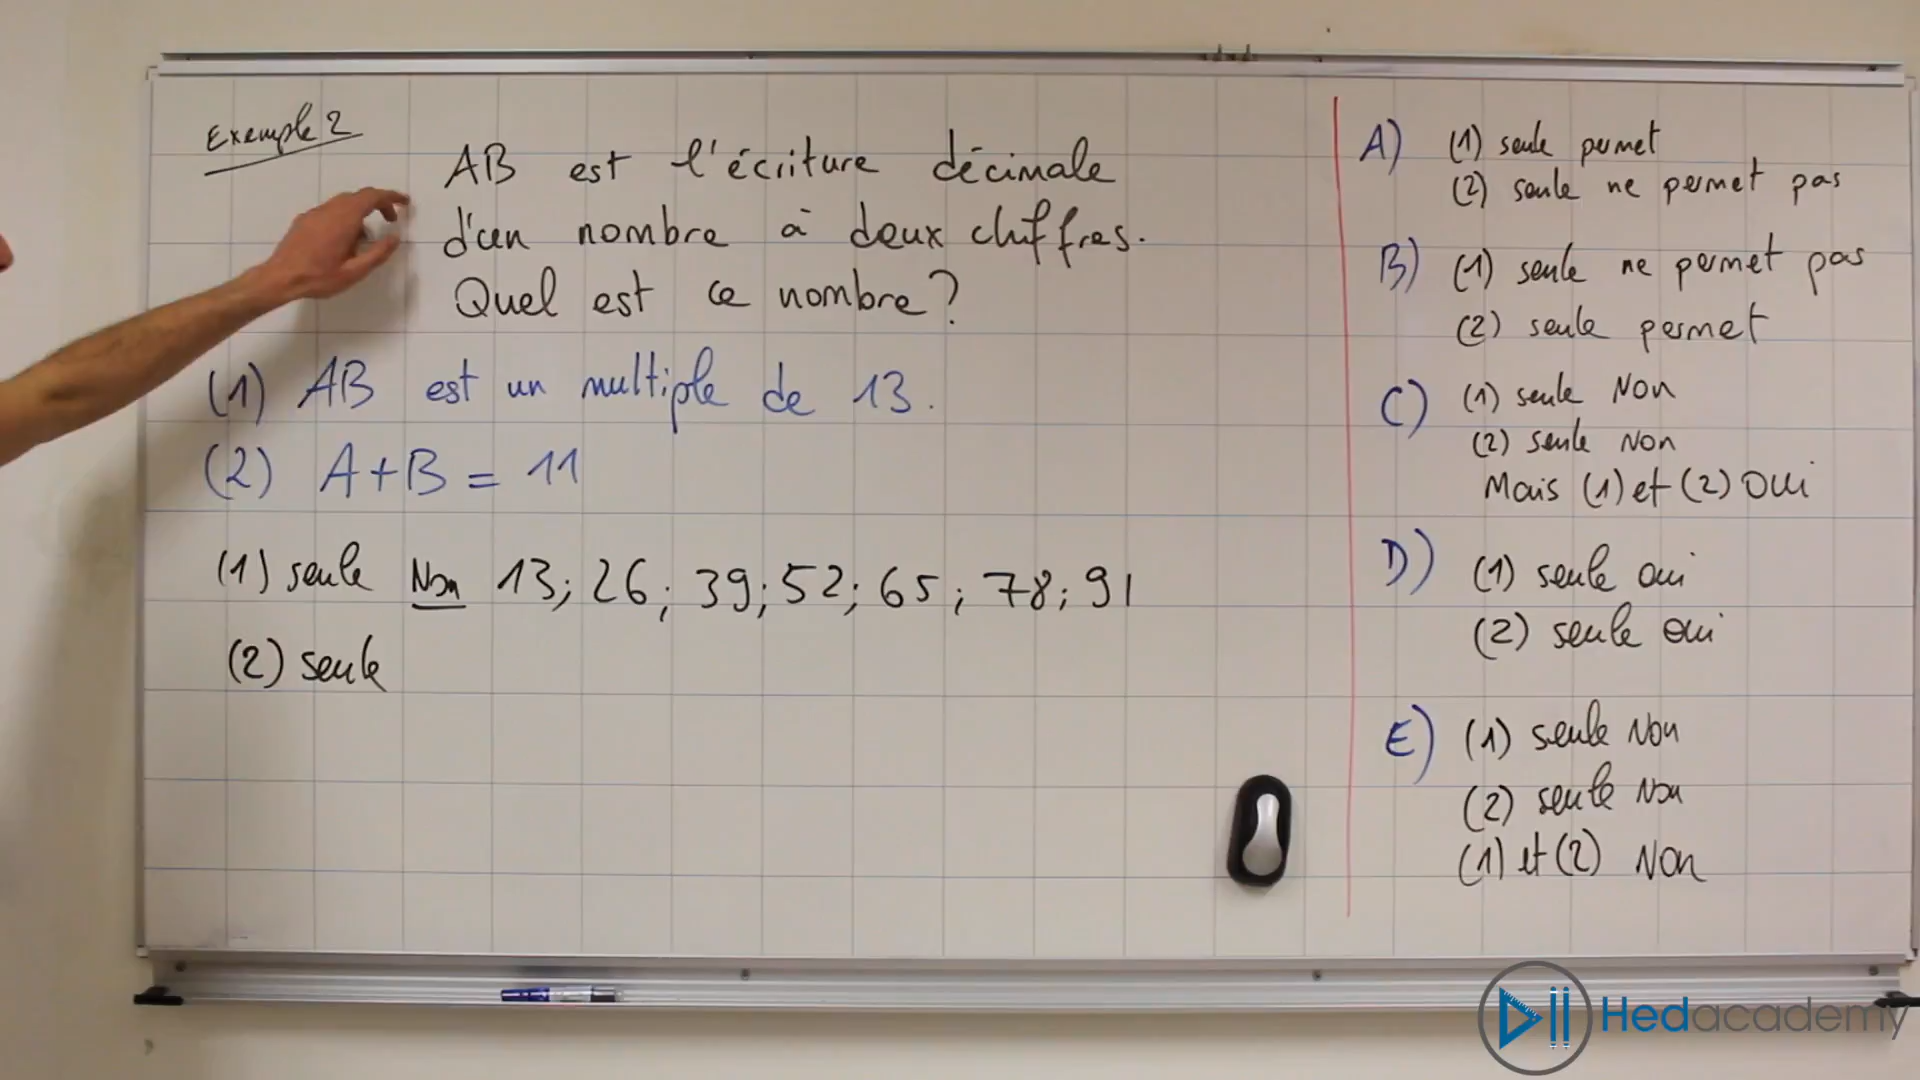 Exemple 2
AB est l'écriture décimale
d'un nombre à deux chiffres.
Quel est ce nombre?
(1) AB est un multiple de 13.
(2) A+B = 11
(1) seule Non 13; 26; 39; 52; 65; 78; 91
(2) seule
A) (1) seule permet
(2) seule ne permet pas
B) (1) seule ne permet pas
(2) seule permet
C) (1) seule Non
(2) seule Non
Mais (1) et (2) OUI
D) (1) seule oui
(2) seule oui
E) (1) seule Non
(2) seule Non
(1) et (2) Non
Hedacademy